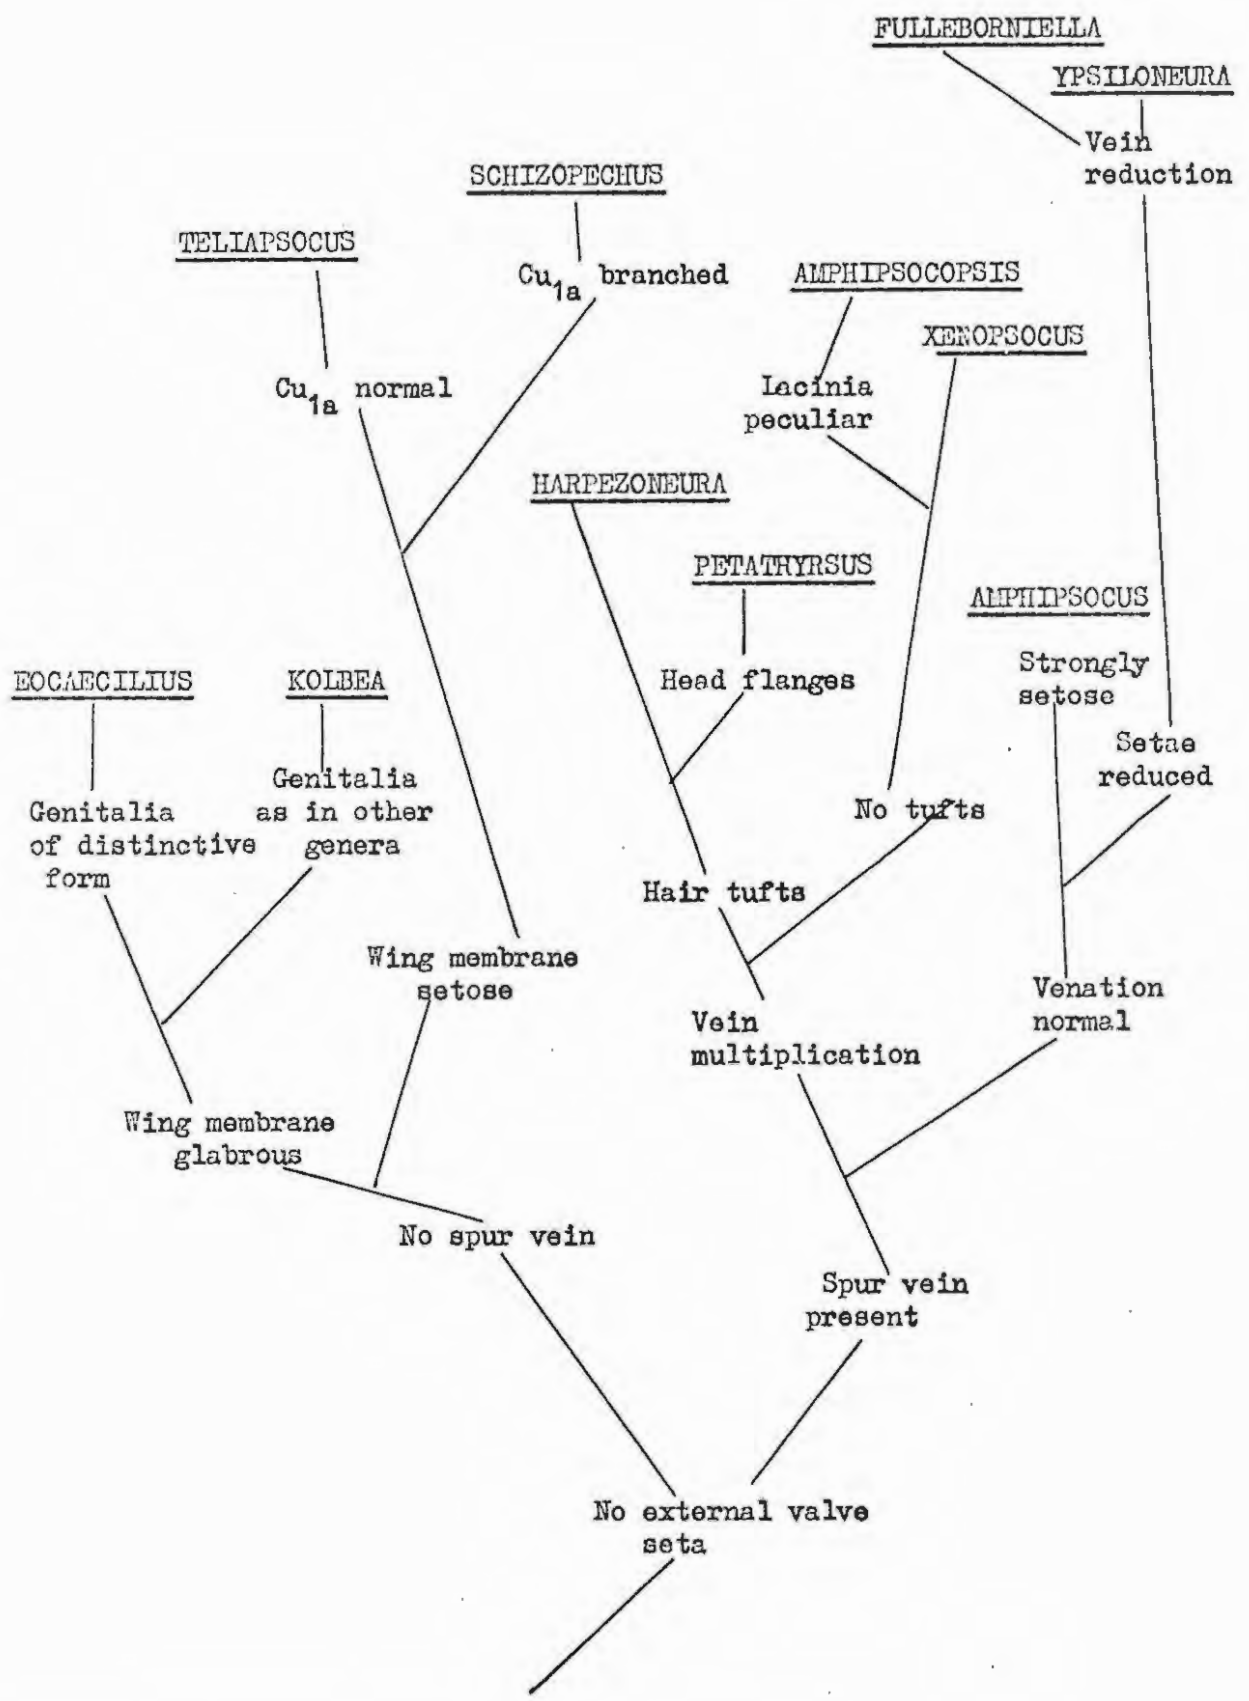 FULLEBORNIELLA
YPSILONEURA
Vein
reduction
SCHIZOPECHUS
TELIAPSOCUS
Cu1a branched
AMPHIPSOCOPSIS
XENOPSOCUS
Cu1a normal
Lacinia
peculiar
HARPEZONEURA
PETATHYRSUS
AMPHIPSOCUS
EOCAECILIUS
KOLBEA
Head flanges
Strongly
setose
Setae
reduced
Genitalia
of distinctive
form
Genitalia
as in other
genera
No tufts
Hair tufts
Wing membrane
setose
Venation
normal
Vein
multiplication
Wing membrane
glabrous
No spur vein
Spur vein
present
No external valve
seta